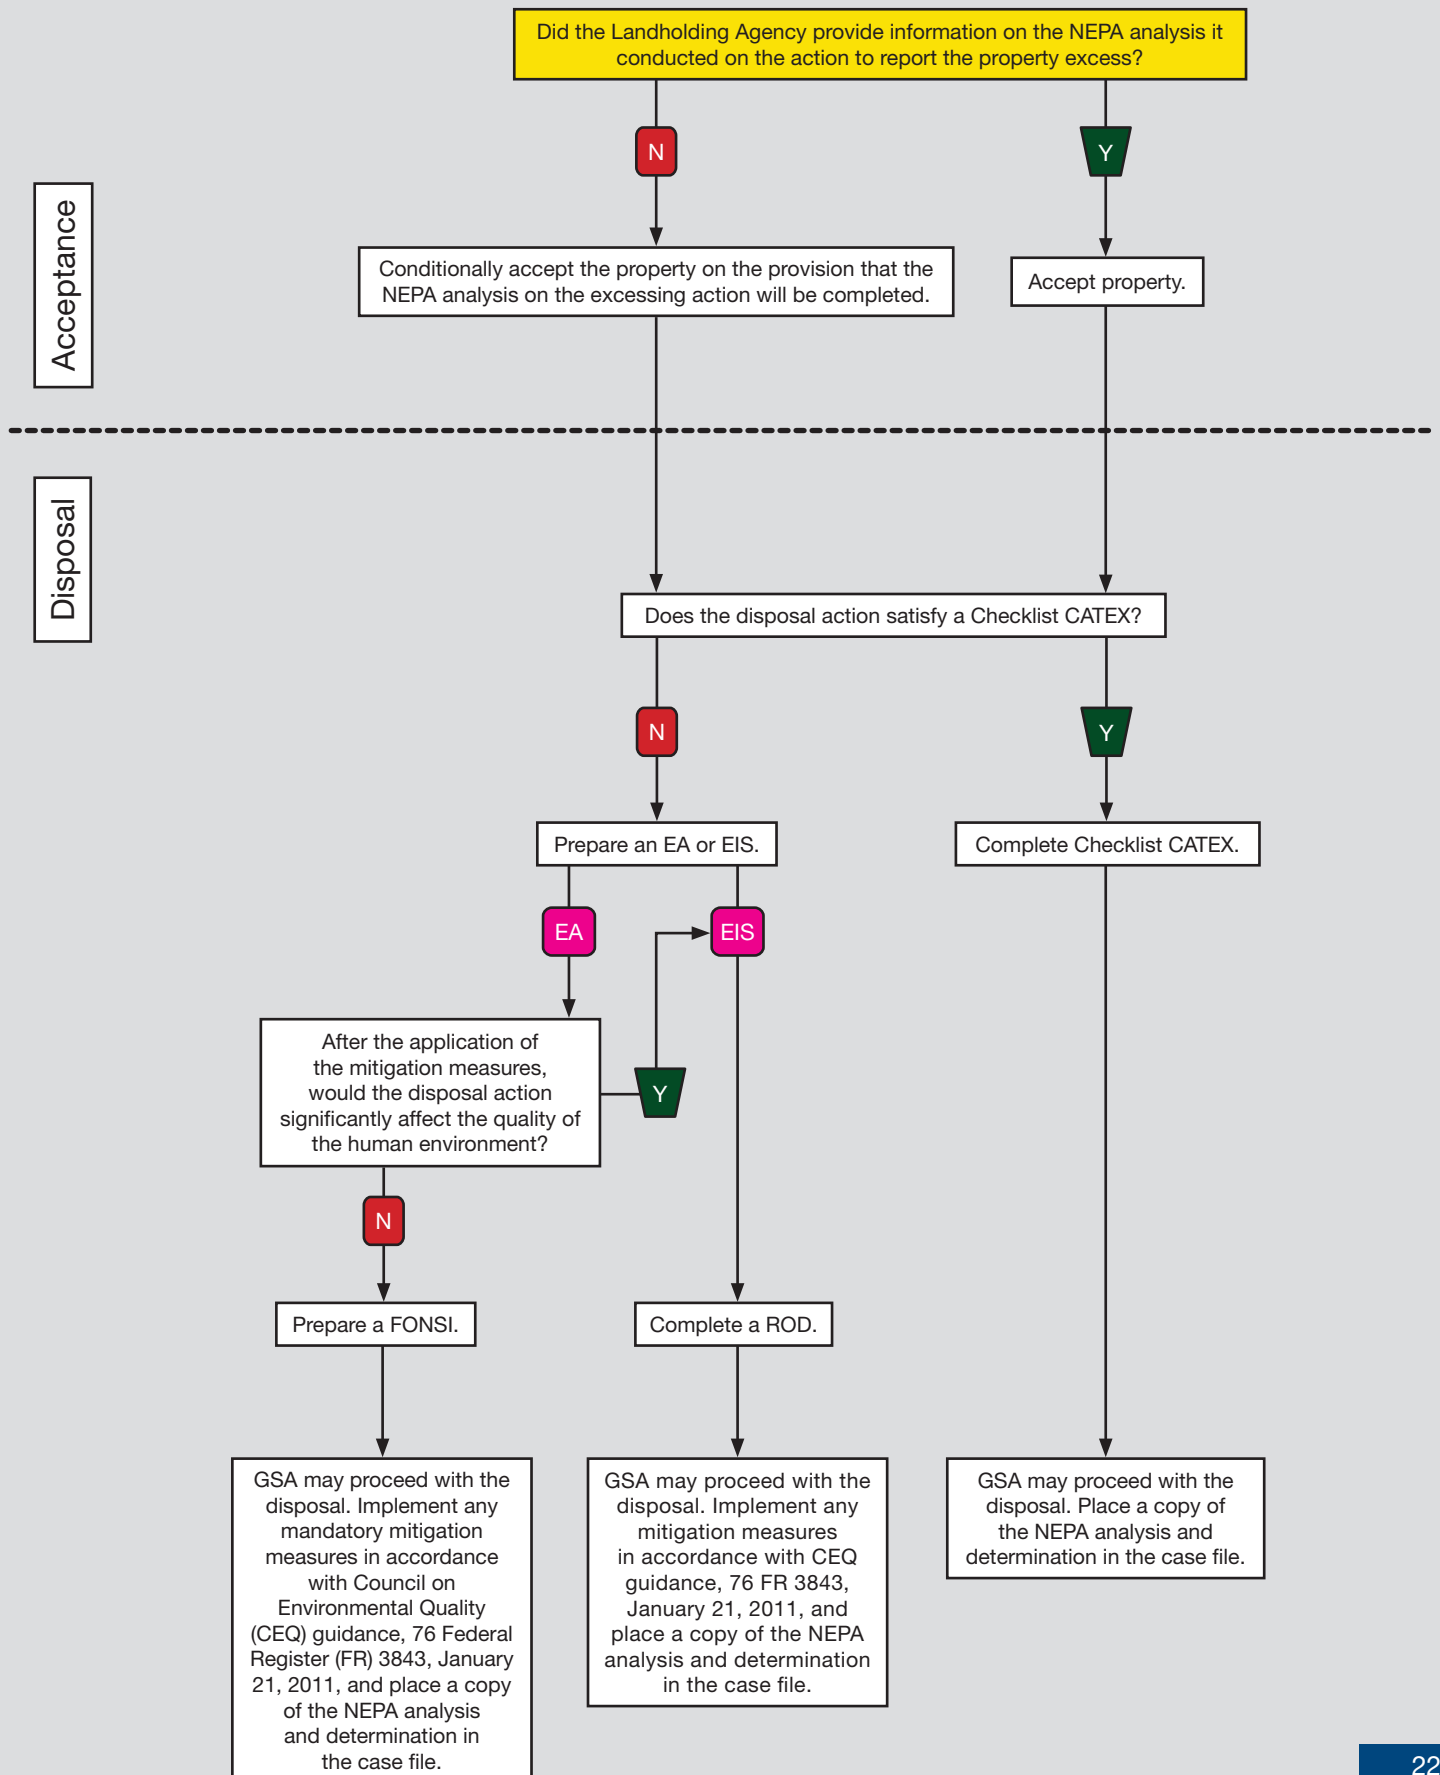 Did the Landholding Agency provide information on the NEPA analysis it
conducted on the action to report the property excess?
N
Y
Acceptance
Conditionally accept the property on the provision that the
NEPA analysis on the excessing action will be completed.
Accept property.
Disposal
Does the disposal action satisfy a Checklist CATEX?
N
Y
Prepare an EA or EIS.
Complete Checklist CATEX.
EA
EIS
After the application of
the mitigation measures,
would the disposal action
significantly affect the quality of
the human environment?
Y
N
Prepare a FONSI.
Complete a ROD.
GSA may proceed with the
disposal. Implement any
mandatory mitigation
measures in accordance
with Council on
Environmental Quality
(CEQ) guidance, 76 Federal
Register (FR) 3843, January
21, 2011, and place a copy
of the NEPA analysis
and determination in
the case file.
GSA may proceed with the
disposal. Implement any
mitigation measures
in accordance with CEQ
guidance, 76 FR 3843,
January 21, 2011, and
place a copy of the NEPA
analysis and determination
in the case file.
GSA may proceed with the
disposal. Place a copy of
the NEPA analysis and
determination in the case file.
22